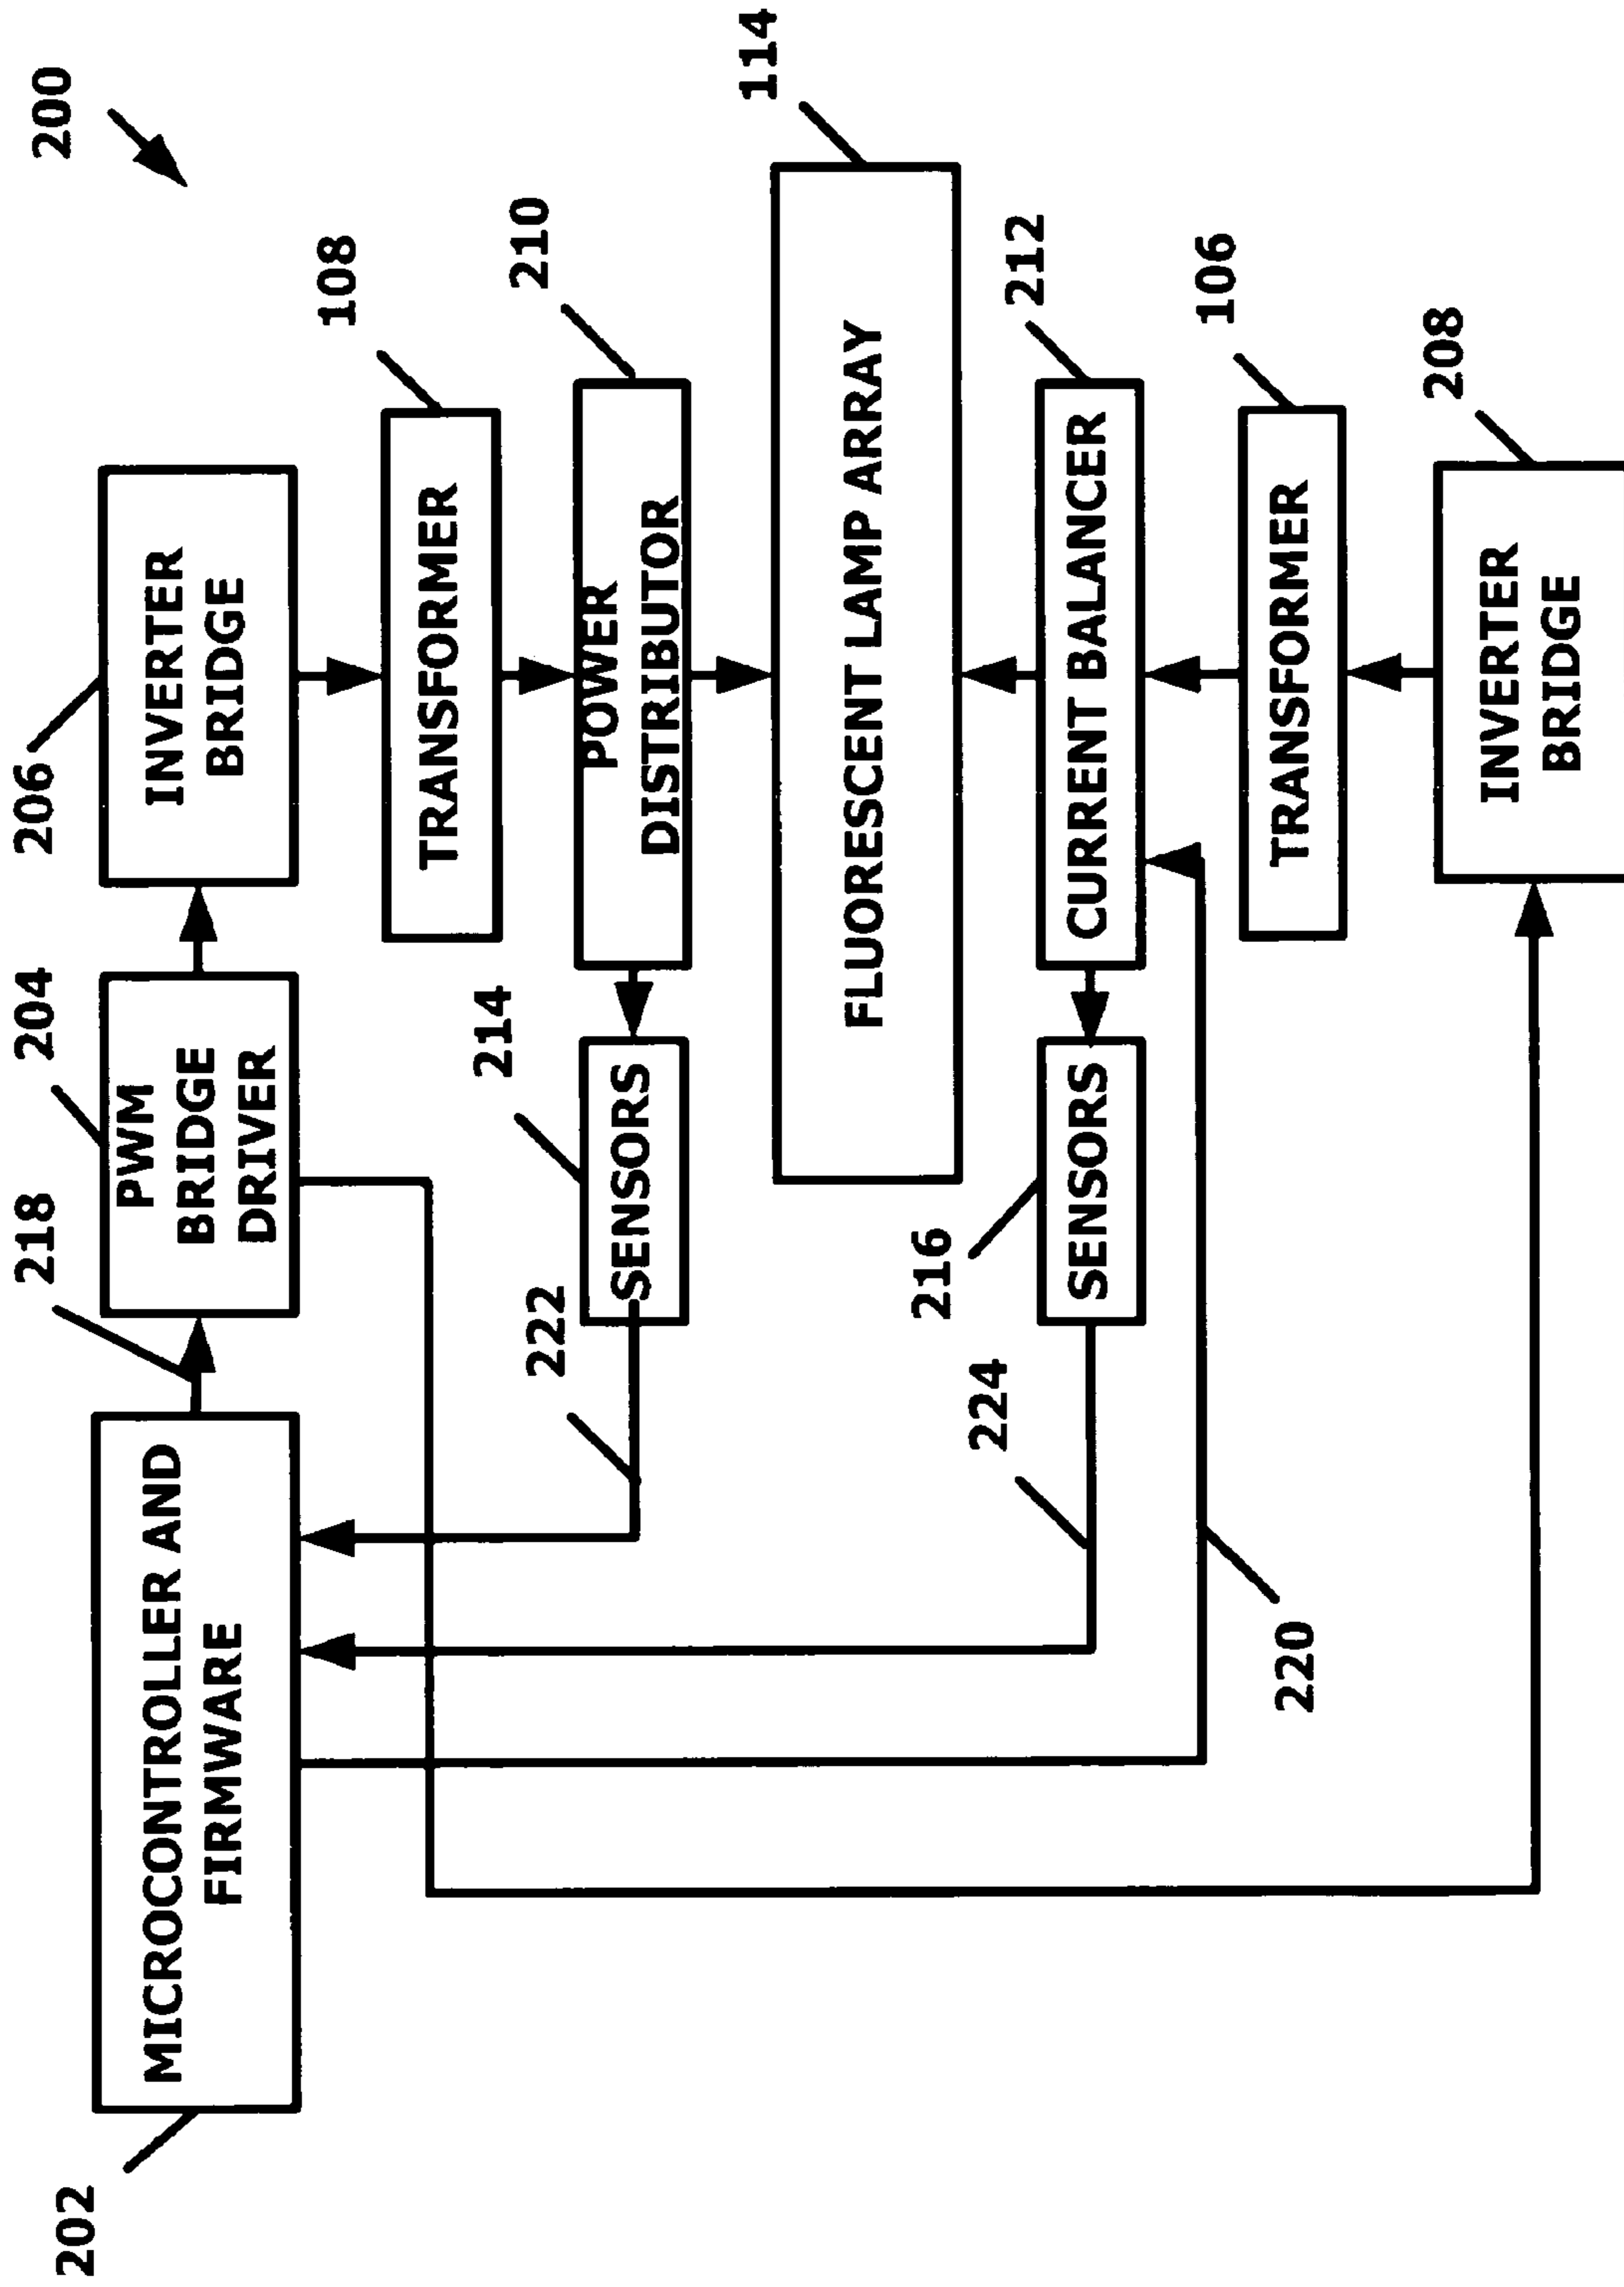 200
206
INVERTER
BRIDGE
108
TRANSFORMER
210
POWER
DISTRIBUTOR
114
FLUORESCENT LAMP ARRAY
212
CURRENT BALANCER
106
TRANSFORMER
208
INVERTER
BRIDGE
204
PWM
BRIDGE
DRIVER
218
214
SENSORS
222
216
SENSORS
224
220
MICROCONTROLLER AND
FIRMWARE
202